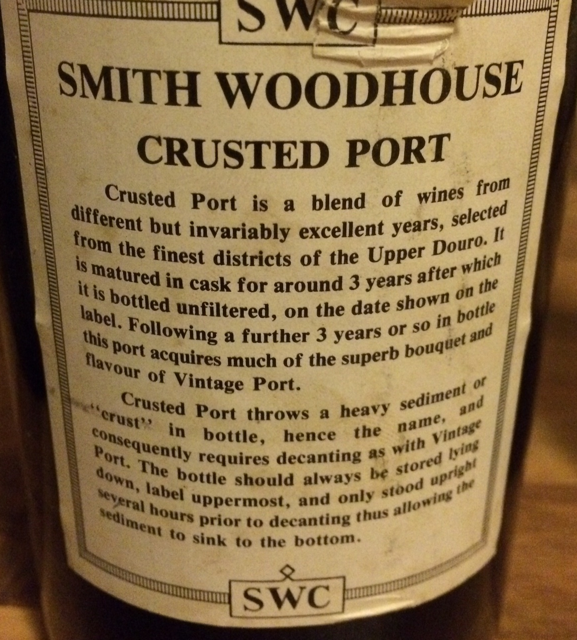 SWC
SMITH WOODHOUSE
CRUSTED PORT
Crusted Port is a blend of wines from
different but invariably excellent years, selected
from the finest districts of the Upper Douro. It
is matured in cask for around 3 years after which
it is bottled unfiltered, on the date shown on the
label. Following a further 3 years or so in bottle
this port acquires much of the superb bouquet and
flavour of Vintage Port.
Crusted Port throws a heavy sediment or
“crust” in bottle, hence the name, and
consequently requires decanting as with Vintage
Port. The bottle should always be stored lying
down, label uppermost, and only stood upright
several hours prior to decanting thus allowing the
sediment to sink to the bottom.
SWC